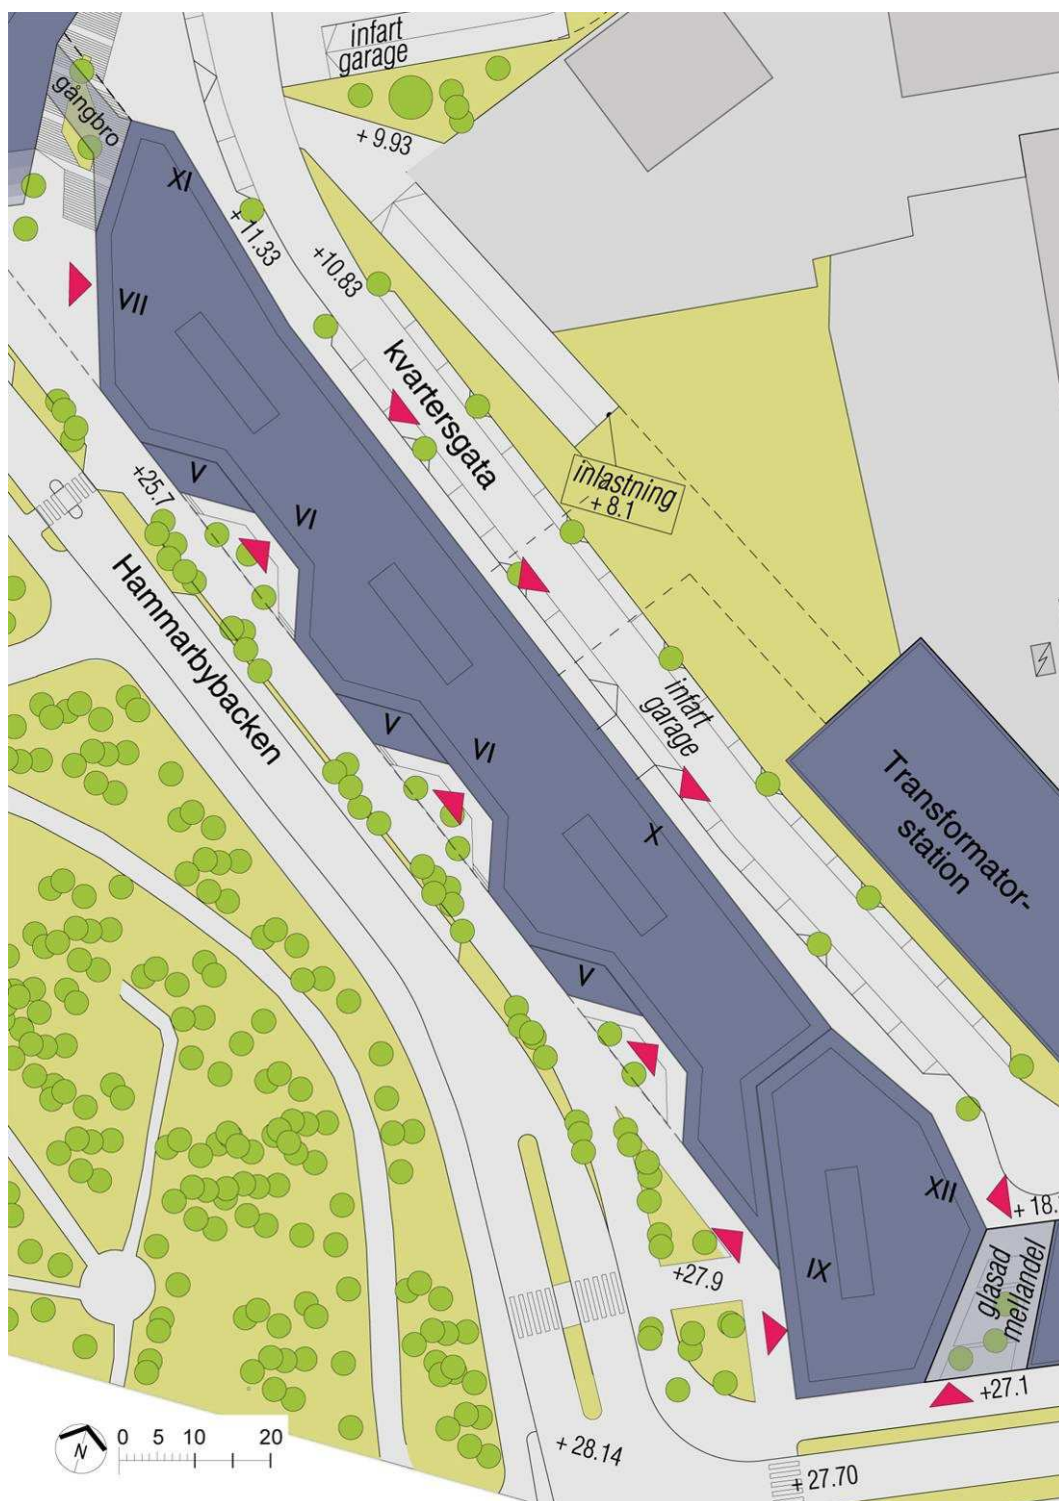 infart
garage
gångbro
+ 9.93
XI
+11.33
+10.83
VII
kvartersgata
V
+25.7
VI
inlastning
+ 8.1
Hammarbybacken
infart
garage
V
VI
X
Transformator-
station
V
XII
+ 18.
IX
+27.9
glasad
mellandel
+27.1
N
0 5 10 20
+ 28.14
+ 27.70